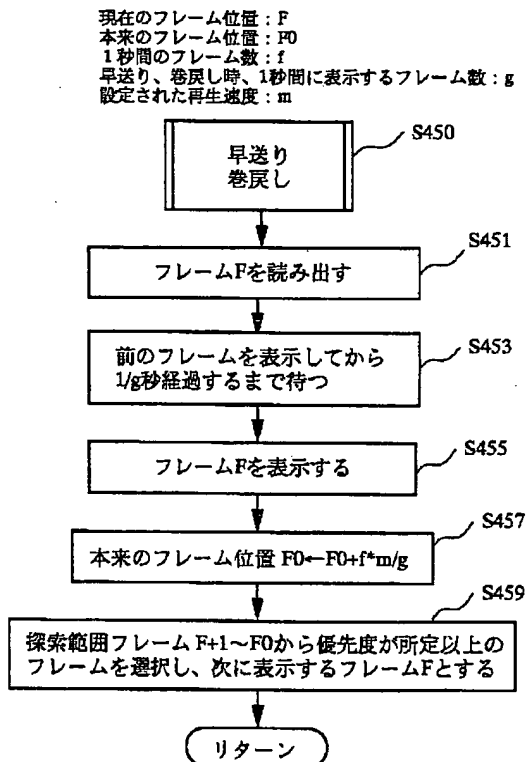 現在のフレーム位置：F
本来のフレーム位置：F0
1秒間のフレーム数：f
早送り、巻戻し時、1秒間に表示するフレーム数：g
設定された再生速度：m
S450
早送り
巻戻し
S451
フレームFを読み出す
S453
前のフレームを表示してから
1/g秒経過するまで待つ
S455
フレームFを表示する
S457
本来のフレーム位置 F0←F0+f*m/g
S459
探索範囲フレーム F+1～F0から優先度が所定以上の
フレームを選択し、次に表示するフレームFとする
リターン